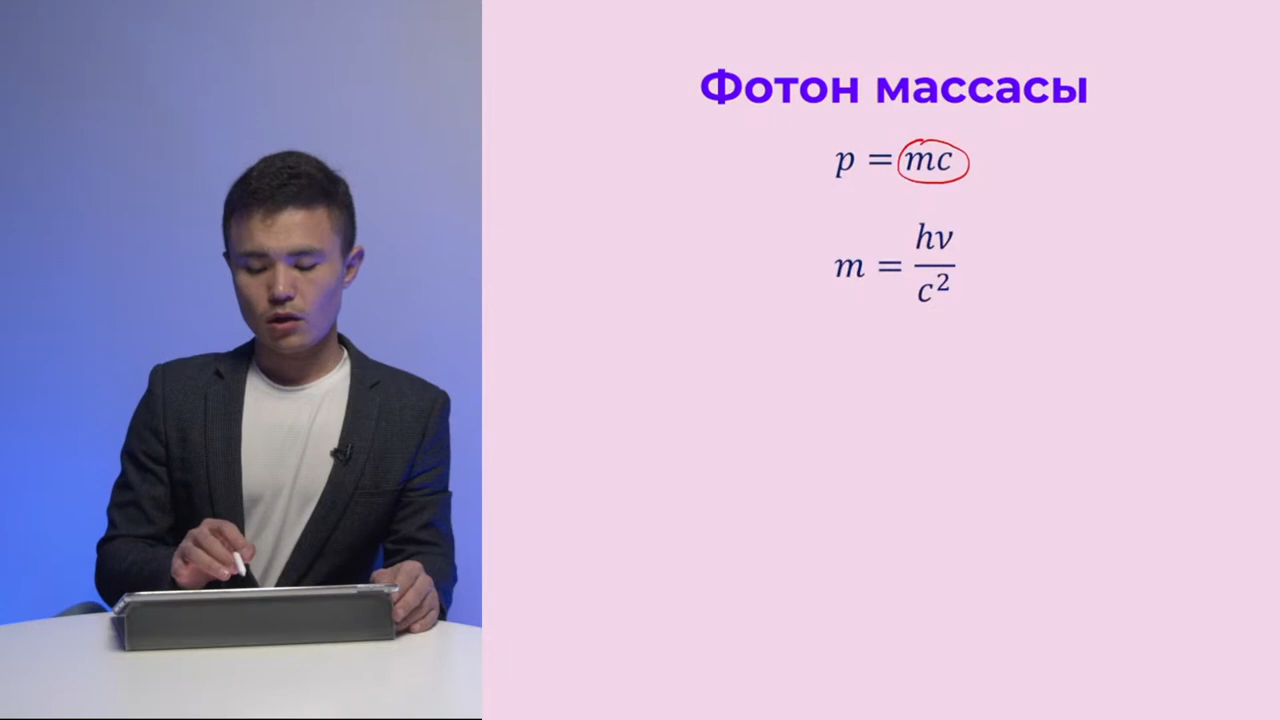 Фотон массасы
p = mc
m = hν / c²